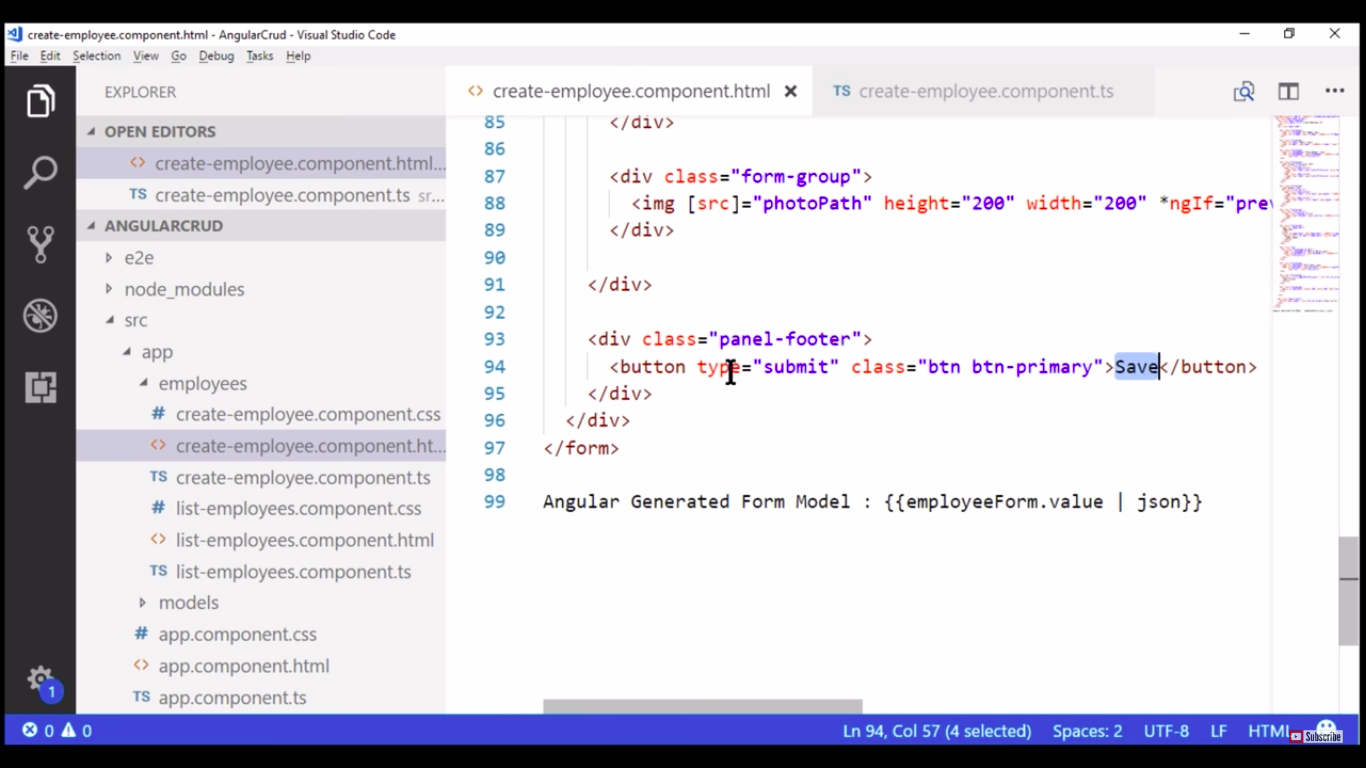 create-employee.component.html - AngularCrud - Visual Studio Code
File Edit Selection View Go Debug Tasks Help
EXPLORER
OPEN EDITORS
<> create-employee.component.html...
TS create-employee.component.ts sr...
ANGULARCRUD
e2e
node_modules
src
app
employees
# create-employee.component.css
<> create-employee.component.ht...
TS create-employee.component.ts
# list-employees.component.css
<> list-employees.component.html
TS list-employees.component.ts
models
# app.component.css
<> app.component.html
TS app.component.ts
1
<> create-employee.component.html
TS create-employee.component.ts
85 </div>
86
87 <div class="form-group">
88 <img [src]="photoPath" height="200" width="200" *ngIf="prev
89 </div>
90
91 </div>
92
93 <div class="panel-footer">
94 <button type="submit" class="btn btn-primary">Save</button>
95 </div>
96 </div>
97 </form>
98
99 Angular Generated Form Model : {{employeeForm.value | json}}
0 0 Ln 94, Col 57 (4 selected) Spaces: 2 UTF-8 LF HTML
Subscribe